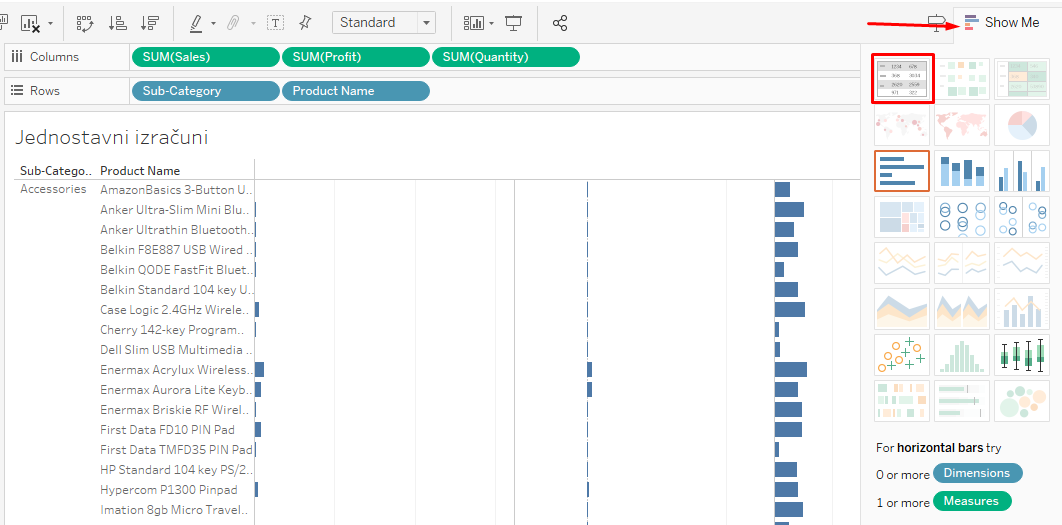 Standard
Show Me
Columns
SUM(Sales)
SUM(Profit)
SUM(Quantity)
Rows
Sub-Category
Product Name
Jednostavni izračuni
Sub-Catego.. Product Name
Accessories AmazonBasics 3-Button U..
Anker Ultra-Slim Mini Blu..
Anker Ultrathin Bluetooth..
Belkin F8E887 USB Wired ..
Belkin QODE FastFit Bluet..
Belkin Standard 104 key U..
Case Logic 2.4GHz Wirele..
Cherry 142-key Program..
Dell Slim USB Multimedia ..
Enermax Acrylux Wireless..
Enermax Aurora Lite Keyb..
Enermax Briskie RF Wirel..
First Data FD10 PIN Pad
First Data TMFD35 PIN Pad
HP Standard 104 key PS/2..
Hypercom P1300 Pinpad
Imation 8gb Micro Travel..
For horizontal bars try
0 or more Dimensions
1 or more Measures